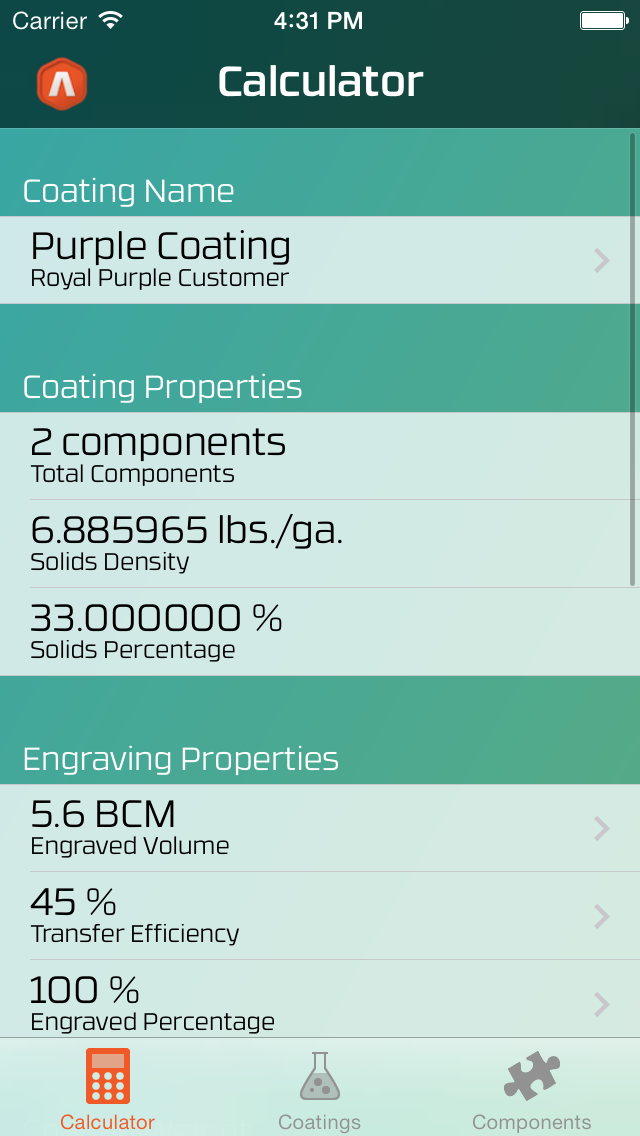 Carrier 4:31 PM
Calculator
Coating Name
Purple Coating
Royal Purple Customer
Coating Properties
2 components
Total Components
6.885965 lbs./ga.
Solids Density
33.000000 %
Solids Percentage
Engraving Properties
5.6 BCM
Engraved Volume
45 %
Transfer Efficiency
100 %
Engraved Percentage
Calculator Coatings Components